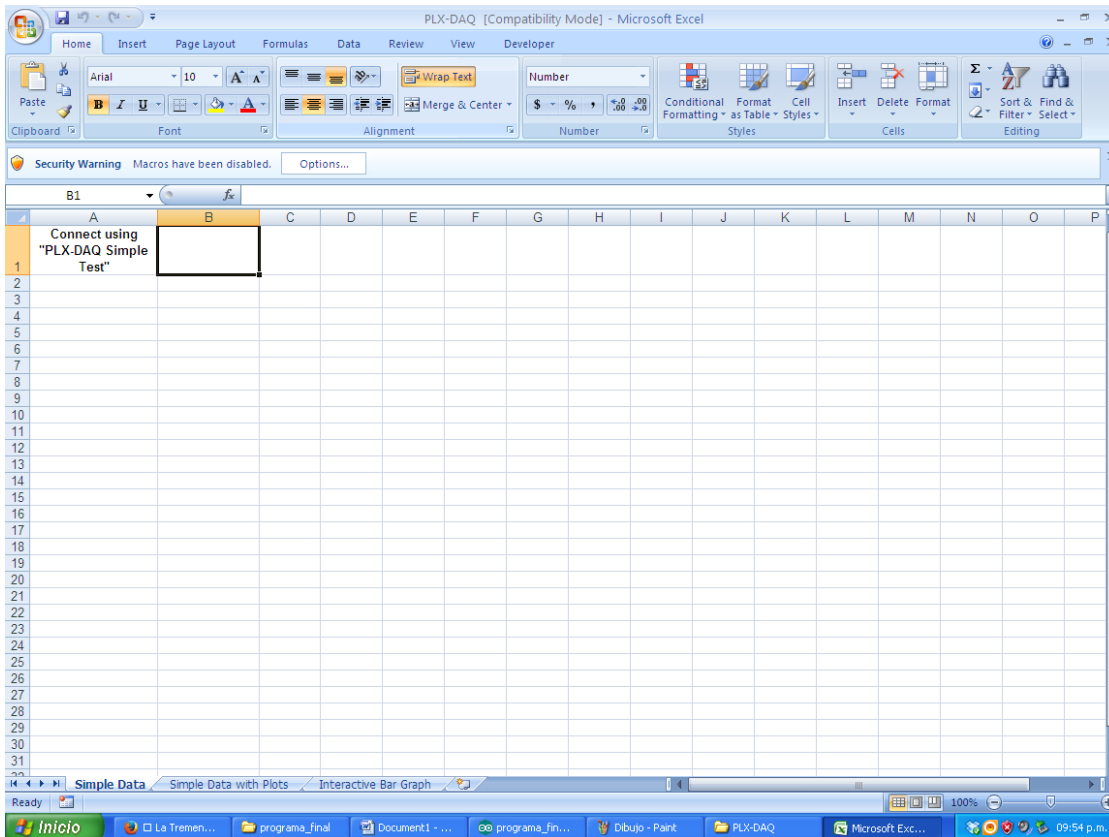 PLX-DAQ [Compatibility Mode] - Microsoft Excel
Home Insert Page Layout Formulas Data Review View Developer
Paste
Arial 10 A A Wrap Text Number
B I U A Merge & Center $ % , .0 .00 .00 .0
Conditional Formatting Format as Table Cell Styles
Insert Delete Format
Σ Sort & Filter Find & Select
Clipboard Font Alignment Number Styles Cells Editing
Security Warning Macros have been disabled. Options...
B1 fx
A B C D E F G H I J K L M N O P
Connect using
"PLX-DAQ Simple
1 Test"
2
3
4
5
6
7
8
9
10
11
12
13
14
15
16
17
18
19
20
21
22
23
24
25
26
27
28
29
30
31
Simple Data Simple Data with Plots Interactive Bar Graph
Ready 100%
Inicio La Tremen... programa_final Document1 - ... programa_fin... Dibujo - Paint PLX-DAQ Microsoft Exc... 09:54 p.m.